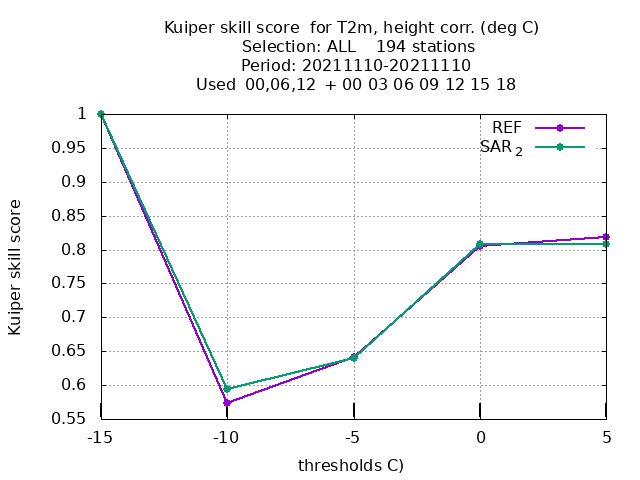 Kuiper skill score  for T2m, height corr. (deg C)
Selection: ALL    194 stations
Period: 20211110-20211110
Used  00,06,12  + 00 03 06 09 12 15 18
REF
SAR 2
1
0.95
0.9
0.85
0.8
0.75
0.7
0.65
0.6
0.55
Kuiper skill score
-15 -10 -5 0 5
thresholds C)